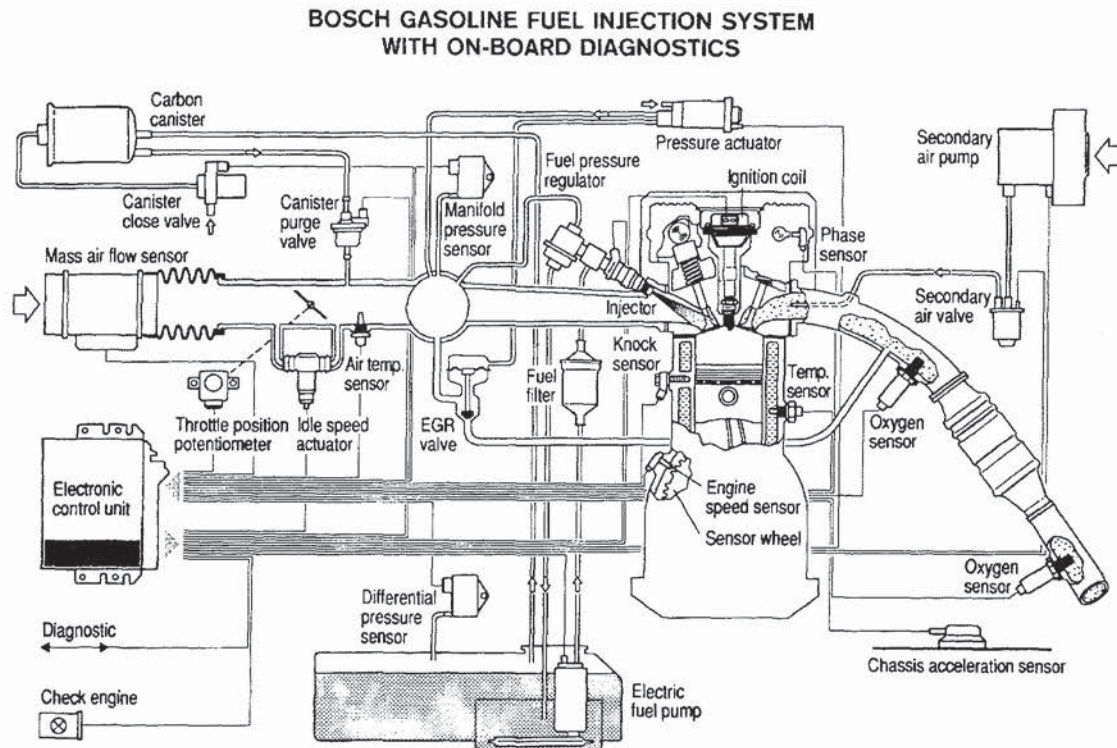 BOSCH GASOLINE FUEL INJECTION SYSTEM
WITH ON-BOARD DIAGNOSTICS
Carbon
canister
Pressure actuator
Secondary
air pump
Fuel pressure
regulator
Ignition coil
Canister
close valve
Canister
purge
valve
Manifold
pressure
sensor
Phase
sensor
Mass air flow sensor
Injector
Secondary
air valve
Air temp.
sensor
Knock
sensor
Fuel
filter
Temp.
sensor
Throttle position
potentiometer
Idle speed
actuator
EGR
valve
Oxygen
sensor
Electronic
control unit
Engine
speed sensor
Sensor wheel
Oxygen
sensor
Differential
pressure
sensor
Diagnostic
Chassis acceleration sensor
Check engine
Electric
fuel pump